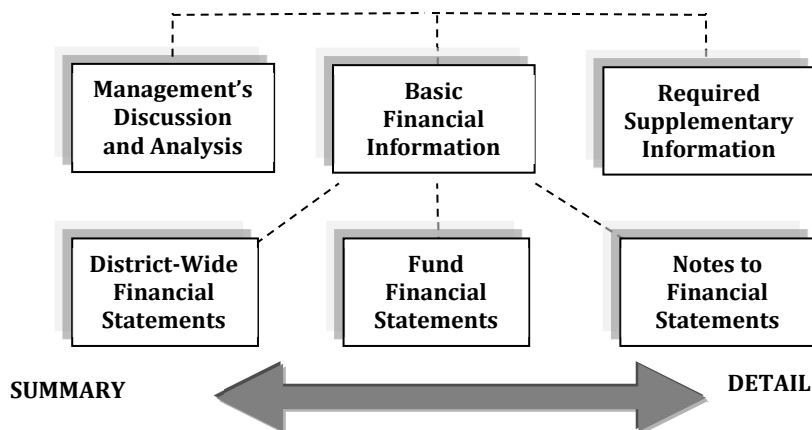 Management’s
Discussion
and Analysis
Basic
Financial
Information
Required
Supplementary
Information
District-Wide
Financial
Statements
Fund
Financial
Statements
Notes to
Financial
Statements
SUMMARY
DETAIL